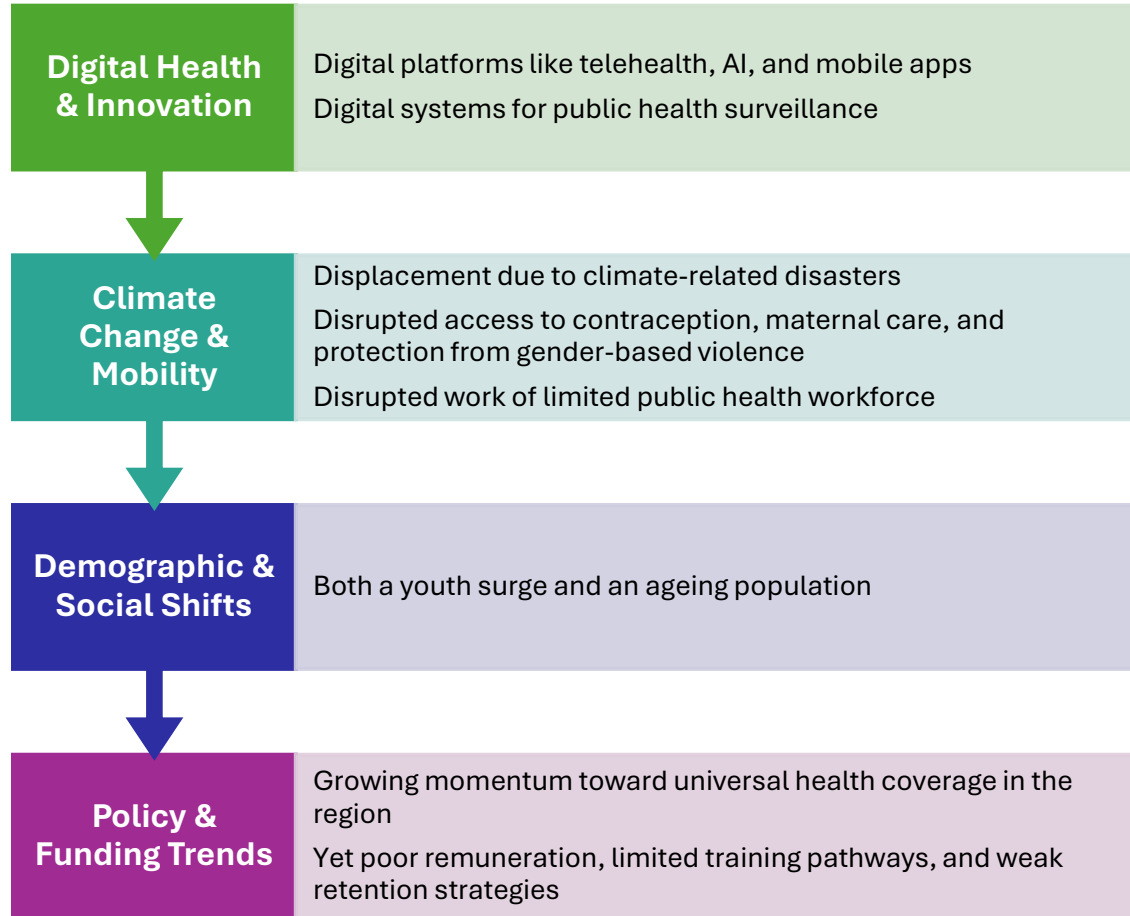 Digital Health
& Innovation
Digital platforms like telehealth, AI, and mobile apps
Digital systems for public health surveillance
Climate
Change &
Mobility
Displacement due to climate-related disasters
Disrupted access to contraception, maternal care, and
protection from gender-based violence
Disrupted work of limited public health workforce
Demographic &
Social Shifts
Both a youth surge and an ageing population
Policy &
Funding Trends
Growing momentum toward universal health coverage in the
region
Yet poor remuneration, limited training pathways, and weak
retention strategies